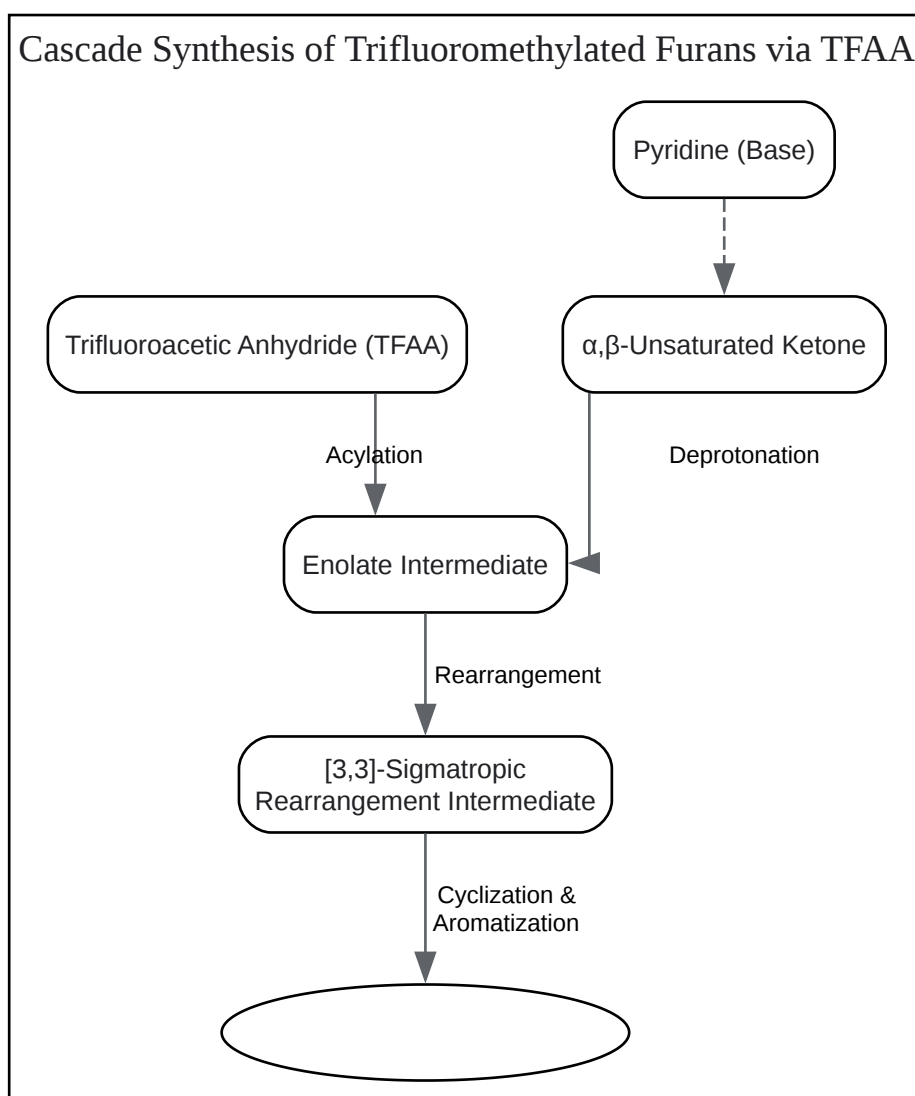 Cascade Synthesis of Trifluoromethylated Furans via TFAA
Pyridine (Base)
Trifluoroacetic Anhydride (TFAA)
α,β-Unsaturated Ketone
Acylation
Deprotonation
Enolate Intermediate
Rearrangement
[3,3]-Sigmatropic
Rearrangement Intermediate
Cyclization &
Aromatization